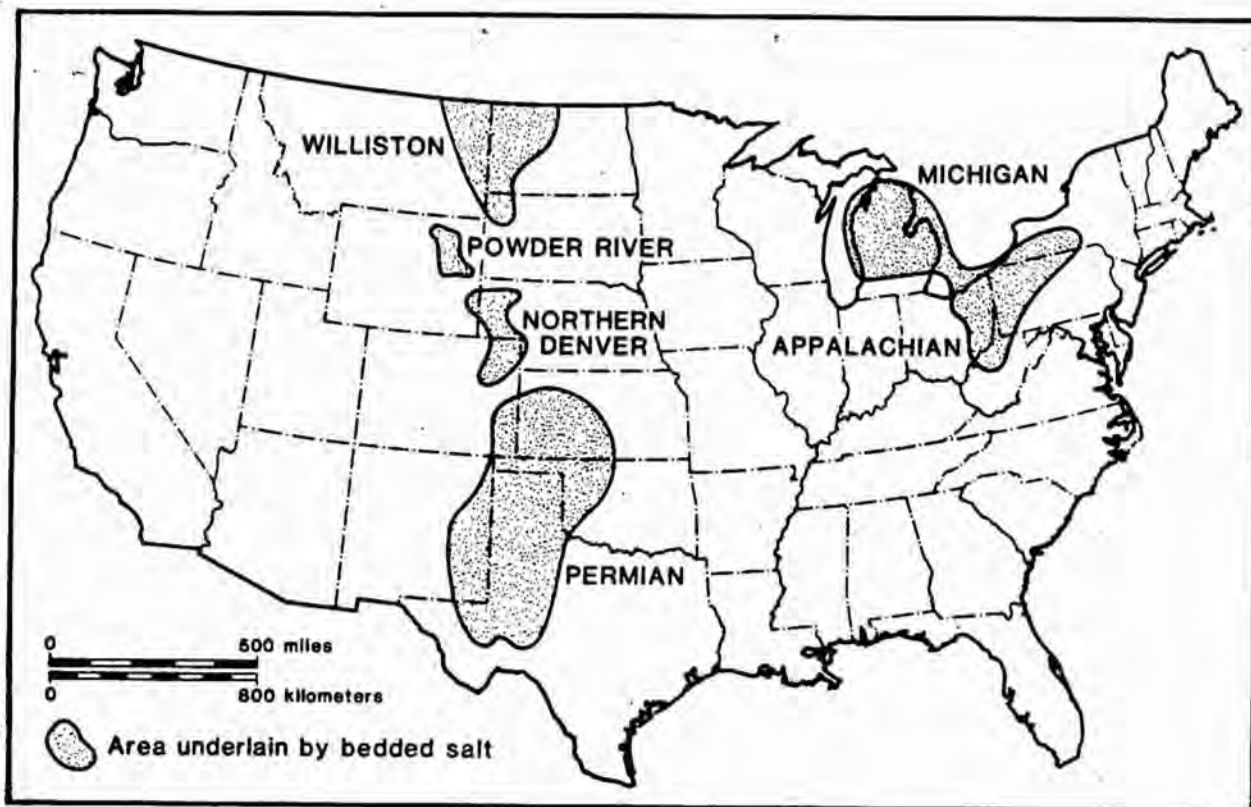 WILLISTON
MICHIGAN
POWDER RIVER
NORTHERN
DENVER
APPALACHIAN
PERMIAN
0 500 miles
0 800 kilometers
Area underlain by bedded salt